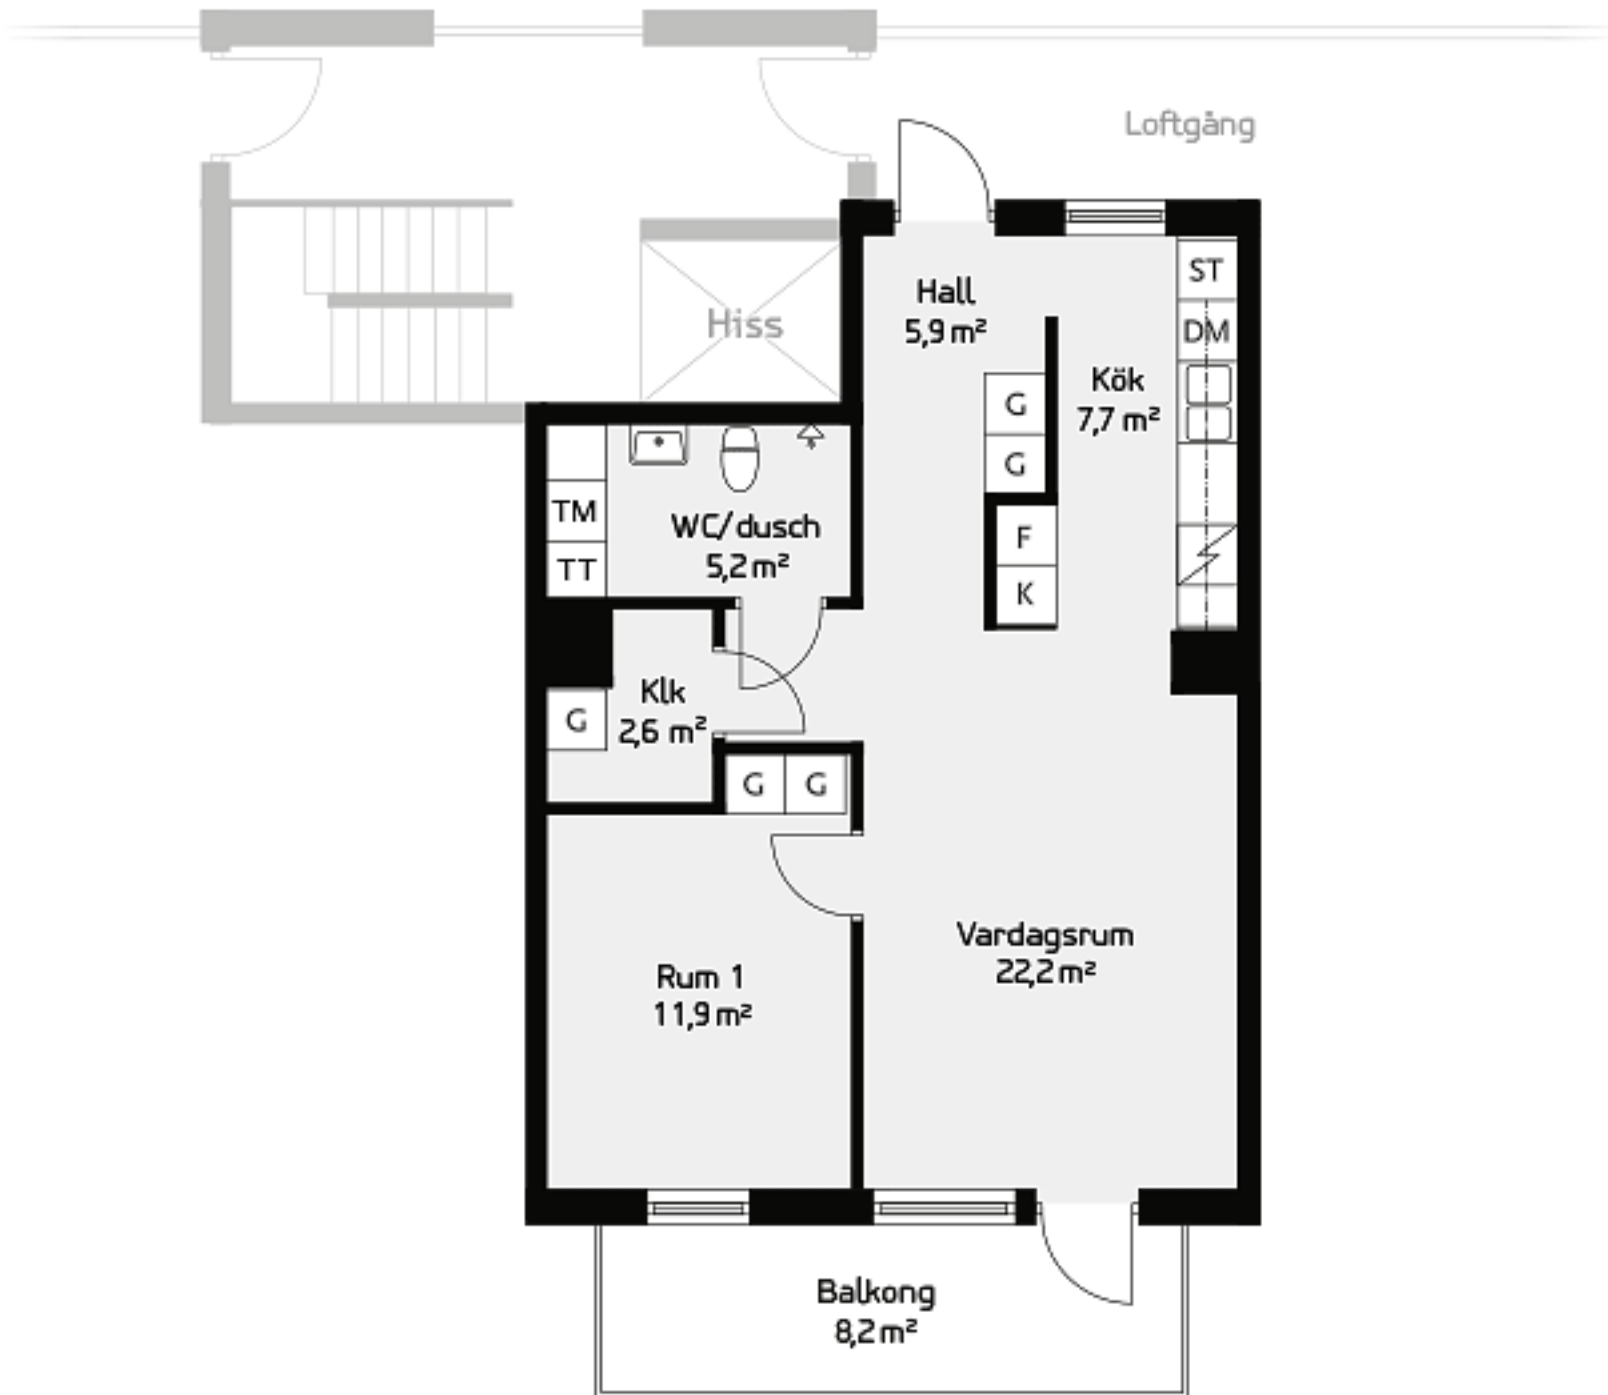 Loftgång
Hiss
Hall
5,9 m²
ST
DM
Kök
7,7 m²
G
G
F
K
TM
TT
WC/dusch
5,2 m²
Klk
2,6 m²
G
G
G
Vardagsrum
22,2 m²
Rum 1
11,9 m²
Balkong
8,2 m²